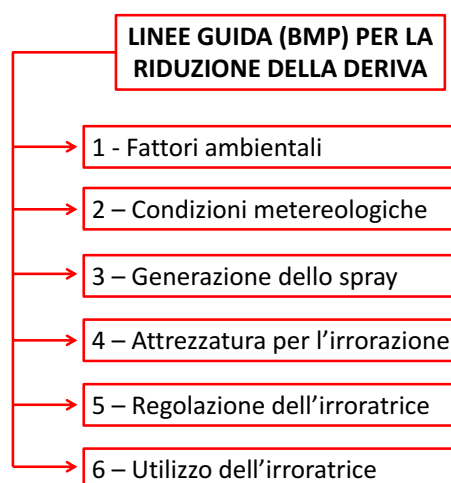 LINEE GUIDA (BMP) PER LA
RIDUZIONE DELLA DERIVA
1 - Fattori ambientali
2 – Condizioni metereologiche
3 – Generazione dello spray
4 – Attrezzatura per l'irrorazione
5 – Regolazione dell'irroratrice
6 – Utilizzo dell'irroratrice